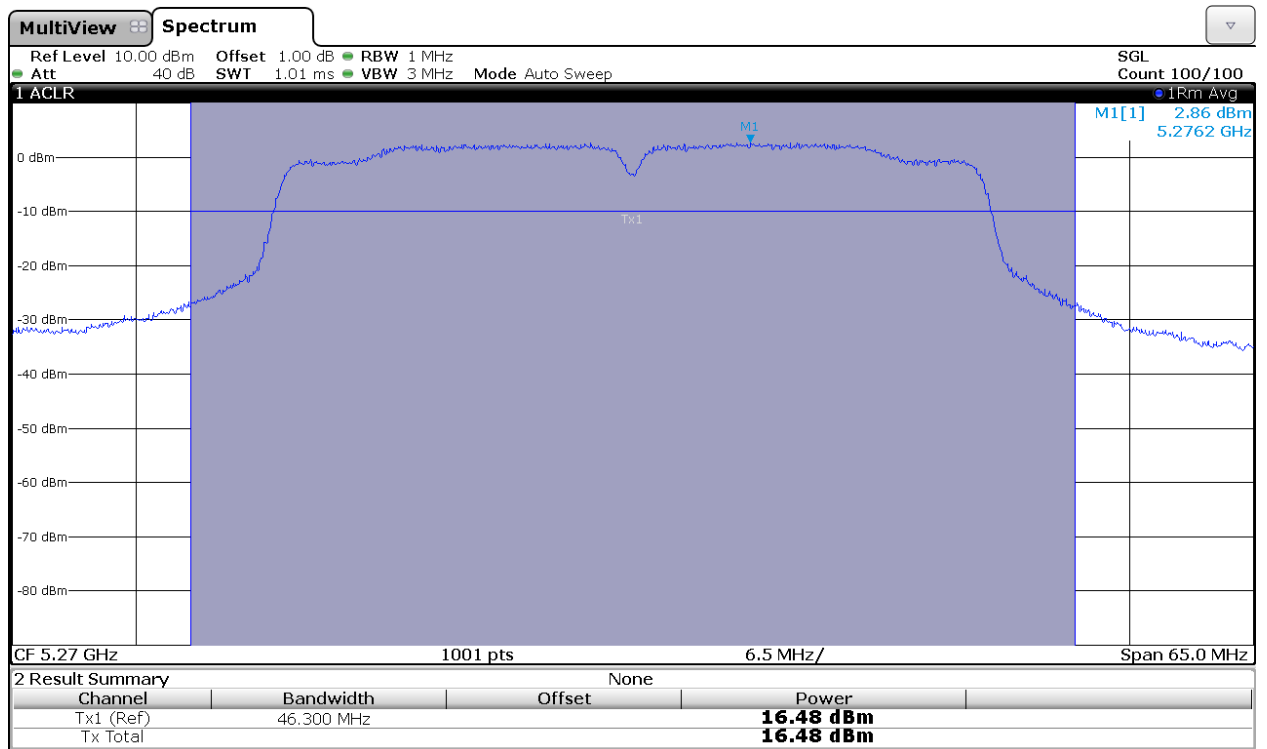 MultiView Spectrum
Ref Level 10.00 dBm Offset 1.00 dB RBW 1 MHz SGL
Att 40 dB SWT 1.01 ms VBW 3 MHz Mode Auto Sweep Count 100/100
1 ACLR 1Rm Avg
M1[1] 2.86 dBm
5.2762 GHz
M1
0 dBm
-10 dBm
Tx1
-20 dBm
-30 dBm
-40 dBm
-50 dBm
-60 dBm
-70 dBm
-80 dBm
CF 5.27 GHz 1001 pts 6.5 MHz/ Span 65.0 MHz
2 Result Summary None
Channel Bandwidth Offset Power
Tx1 (Ref) 46.300 MHz 16.48 dBm
Tx Total 16.48 dBm